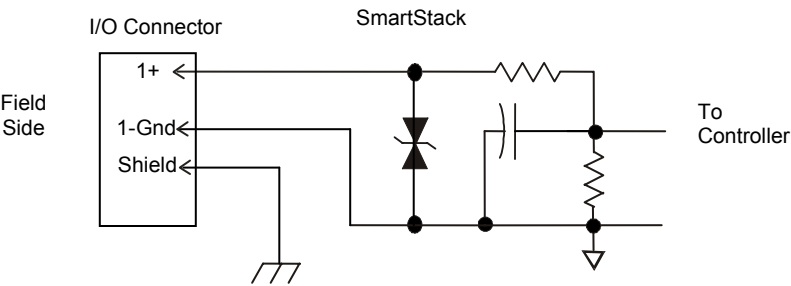 SmartStack
I/O Connector
1+
Field
Side
1-Gnd
Shield
To
Controller